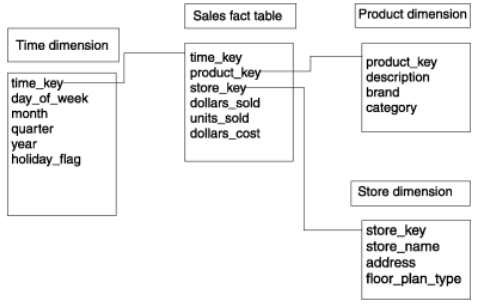 Time dimension
time_key
day_of_week
month
quarter
year
holiday_flag
Sales fact table
time_key
product_key
store_key
dollars_sold
units_sold
dollars_cost
Product dimension
product_key
description
brand
category
Store dimension
store_key
store_name
address
floor_plan_type